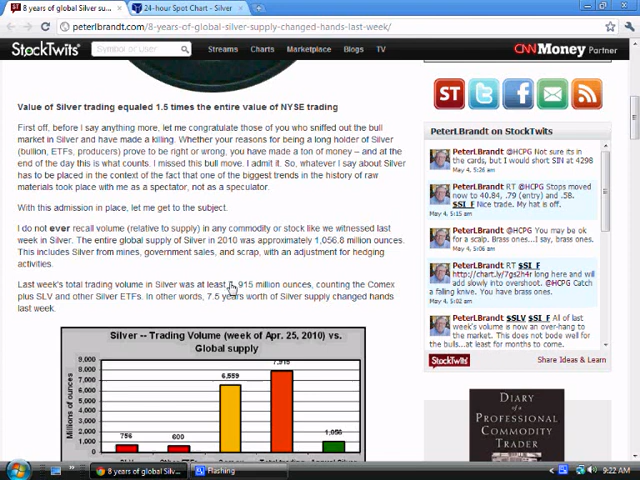 8 years of global Silver su...
24-hour Spot Chart - Silver
peterlbrandt.com/8-years-of-global-silver-supply-changed-hands-last-week/
StockTwits
Symbol or @Username
Streams
Charts
Marketplace
Blogs
TV
CNNMoney Partner
Value of Silver trading equaled 1.5 times the entire value of NYSE trading
First off, before I say anything more, let me congratulate those of you who sniffed out the bull
market in Silver and have made a killing. Whether your reasons for being a long holder of Silver
(bullion, ETFs, producers) prove to be right or wrong, you have made a ton of money – and at the
end of the day this is what counts. I missed this bull move. I admit it. So, whatever I say about Silver
has to be placed in the context of the fact that one of the biggest trends in the history of raw
materials took place with me as a spectator, not as a speculator.
With this admission in place, let me get to the subject.
I do not ever recall volume (relative to supply) in any commodity or stock like we witnessed last
week in Silver. The entire global supply of Silver in 2010 was approximately 1,056.8 million ounces.
This includes Silver from mines, government sales, and scrap, with an adjustment for hedging
activities.
Last week's total trading volume in Silver was at least 7,915 million ounces, counting the Comex
plus SLV and other Silver ETFs. In other words, 7.5 years worth of Silver supply changed hands
last week.
Silver -- Trading Volume (week of Apr. 25, 2010) vs.
Global supply
Millions of ounces
9,000
8,000
7,000
6,000
5,000
4,000
3,000
2,000
1,000
0
756
600
6,559
7,915
1,056
SLV
Other ETFs
Comex
Total trading
Annual Silver
ST
PeterLBrandt on StockTwits
PeterLBrandt @HCPG Not sure its in
the cards, but I would short SIN at 4298
May 4, 5:26 am
PeterLBrandt RT @HCPG Stops moved
now to 40.84, .79 (entry) and .58.
$SI_F Nice trade. My hat is off.
May 4, 5:15 am
PeterLBrandt @HCPG You may be ok
for a scalp. Brass ones... I say, brass ones.
May 4, 5:06 am
PeterLBrandt RT @HCPG $SI_F
http://chart.ly/7gs2h4r long here and will
add slowly into overshoot. @HCPG Catch
a falling knive. You have brass ones.
May 4, 5:02 am
PeterLBrandt $SLV $SI_F All of last
week's volume is now an over-hang to
the market. This does not bode well for
the bulls...at least for months to come.
StockTwits
Share Ideas & Learn
DIARY
OF A
PROFESSIONAL
COMMODITY
TRADER
8 years of global Silv...
Flashing
9:22 AM